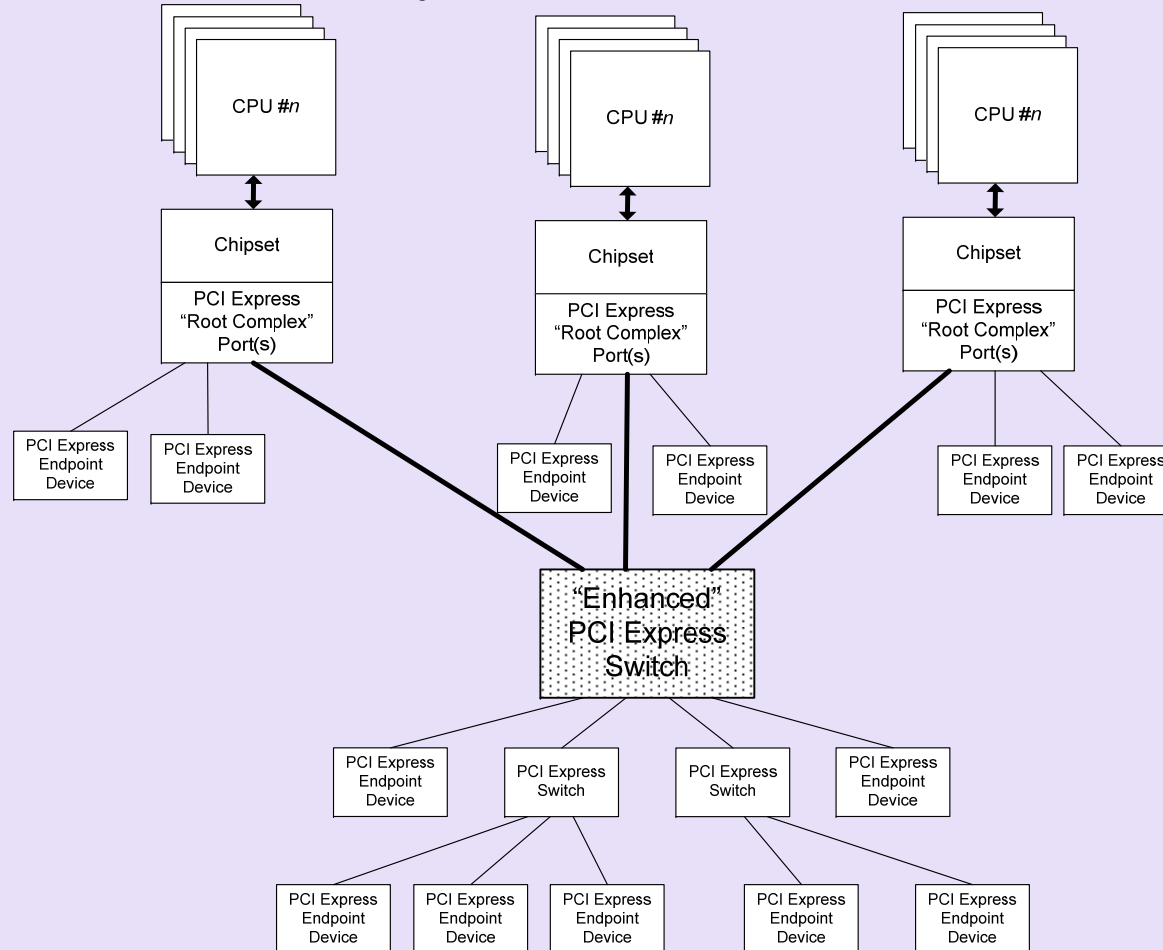 CPU #n
CPU #n
CPU #n
Chipset
PCI Express
“Root Complex”
Port(s)
Chipset
PCI Express
“Root Complex”
Port(s)
Chipset
PCI Express
“Root Complex”
Port(s)
PCI Express
Endpoint
Device
PCI Express
Endpoint
Device
PCI Express
Endpoint
Device
PCI Express
Endpoint
Device
PCI Express
Endpoint
Device
PCI Express
Endpoint
Device
“Enhanced”
PCI Express
Switch
PCI Express
Endpoint
Device
PCI Express
Switch
PCI Express
Switch
PCI Express
Endpoint
Device
PCI Express
Endpoint
Device
PCI Express
Endpoint
Device
PCI Express
Endpoint
Device
PCI Express
Endpoint
Device
PCI Express
Endpoint
Device